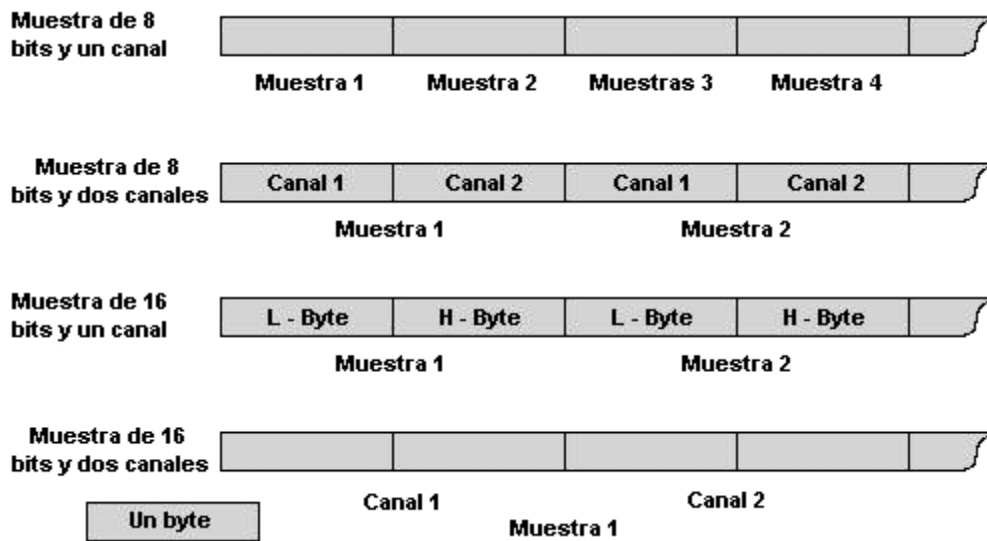 Muestra de 8
bits y un canal
Muestra 1 Muestra 2 Muestras 3 Muestra 4
Muestra de 8
bits y dos canales
Canal 1 Canal 2 Canal 1 Canal 2
Muestra 1 Muestra 2
Muestra de 16
bits y un canal
L - Byte H - Byte L - Byte H - Byte
Muestra 1 Muestra 2
Muestra de 16
bits y dos canales
Canal 1 Canal 2
Muestra 1
Un byte